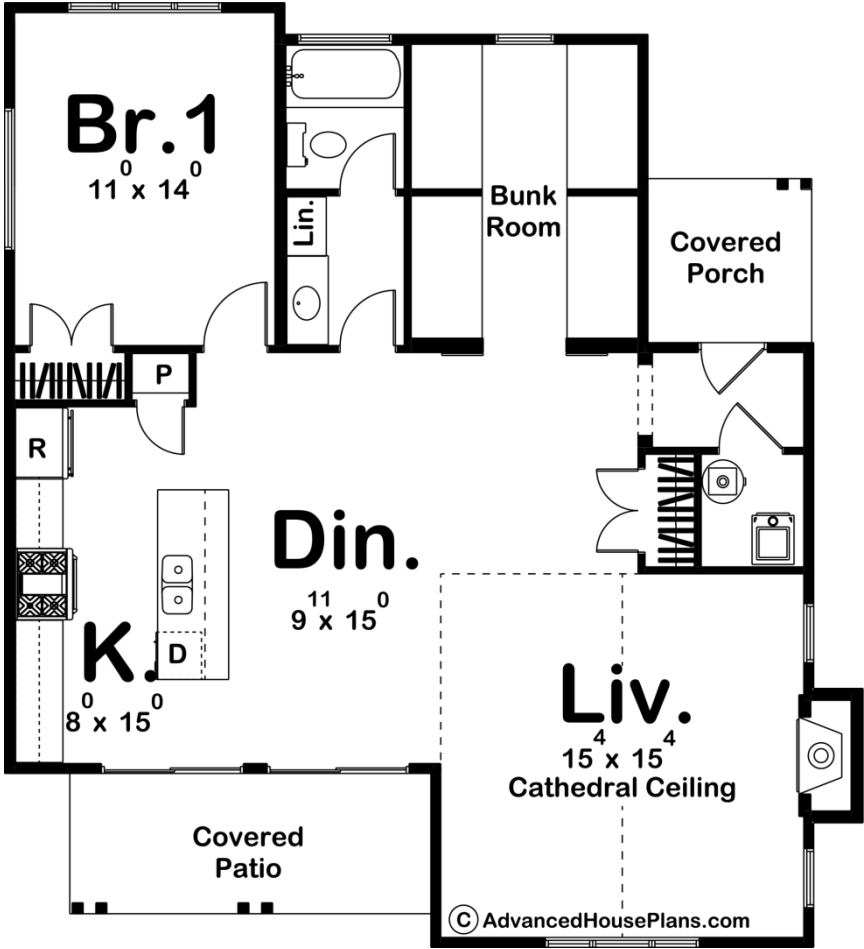 Br.1
11⁰ x 14⁰
Lin.
Bunk
Room
Covered
Porch
P
R
Din.
9¹¹ x 15⁰
K.
D
8⁰ x 15⁰
Liv.
15⁴ x 15⁴
Cathedral Ceiling
Covered
Patio
© AdvancedHousePlans.com